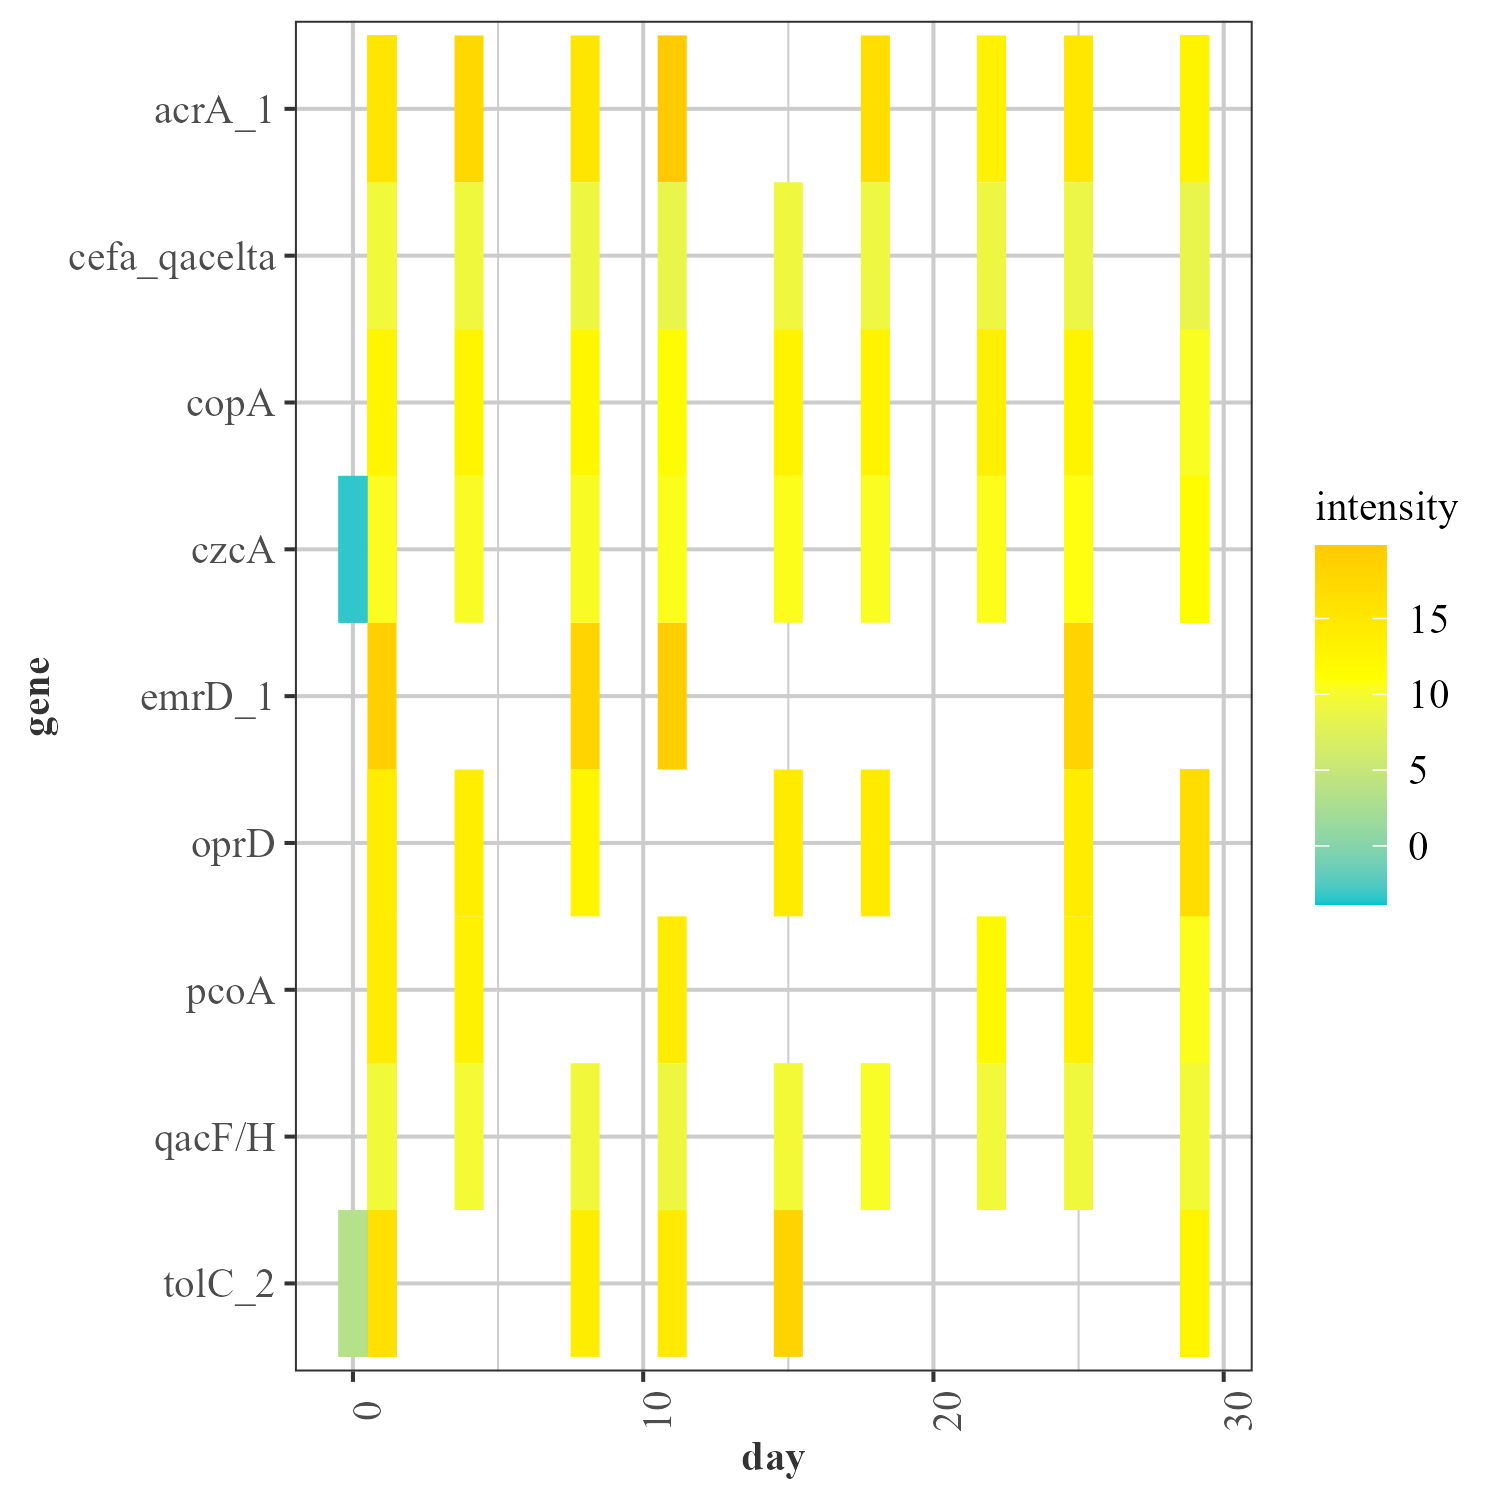 acrA_1
cefa_qacelta
copA
czcA
emrD_1
oprD
pcoA
qacF/H
tolC_2
gene
0
10
20
30
day
intensity
15
10
5
0